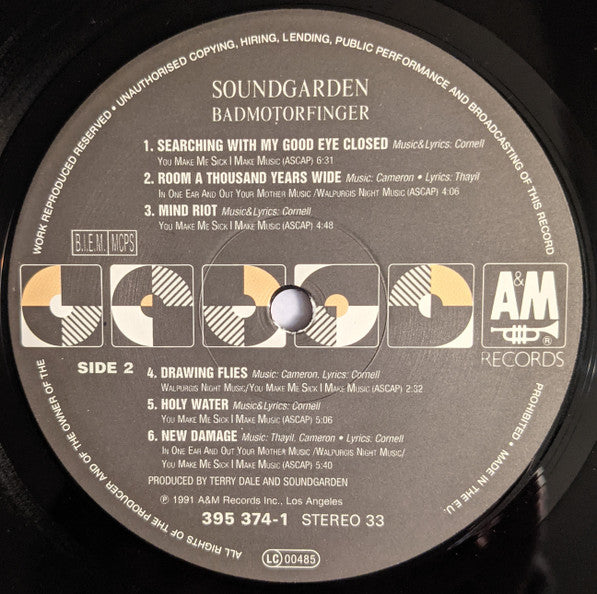 WORK REPRODUCED RESERVED • UNAUTHORISED COPYING, HIRING, LENDING, PUBLIC PERFORMANCE AND BROADCASTING OF THIS RECORD
SOUNDGARDEN
BADMOTORFINGER
1. SEARCHING WITH MY GOOD EYE CLOSED Music&Lyrics: Cornell
YOU MAKE ME SICK I MAKE MUSIC (ASCAP) 6:31
2. ROOM A THOUSAND YEARS WIDE Music: Cameron • Lyrics: Thayil
IN ONE EAR AND OUT YOUR MOTHER MUSIC /WALPURGIS NIGHT MUSIC (ASCAP) 4:06
3. MIND RIOT Music&Lyrics: Cornell
YOU MAKE ME SICK I MAKE MUSIC (ASCAP) 4:48
B.I.E.M. MCPS
A&M
®
RECORDS
SIDE 2
4. DRAWING FLIES Music: Cameron, Lyrics: Cornell
WALPURGIS NIGHT MUSIC/YOU MAKE ME SICK I MAKE MUSIC (ASCAP) 2:32
5. HOLY WATER Music&Lyrics: Cornell
YOU MAKE ME SICK I MAKE MUSIC (ASCAP) 5:06
6. NEW DAMAGE Music: Thayil, Cameron • Lyrics: Cornell
IN ONE EAR AND OUT YOUR MOTHER MUSIC /WALPURGIS NIGHT MUSIC/
YOU MAKE ME SICK I MAKE MUSIC (ASCAP) 5:40
PRODUCED BY TERRY DALE AND SOUNDGARDEN
℗ 1991 A&M Records Inc., Los Angeles
395 374-1 STEREO 33
LC 00485
ALL RIGHTS OF THE PRODUCER AND OF THE OWNER OF THE
PROHIBITED • MADE IN THE E.U.